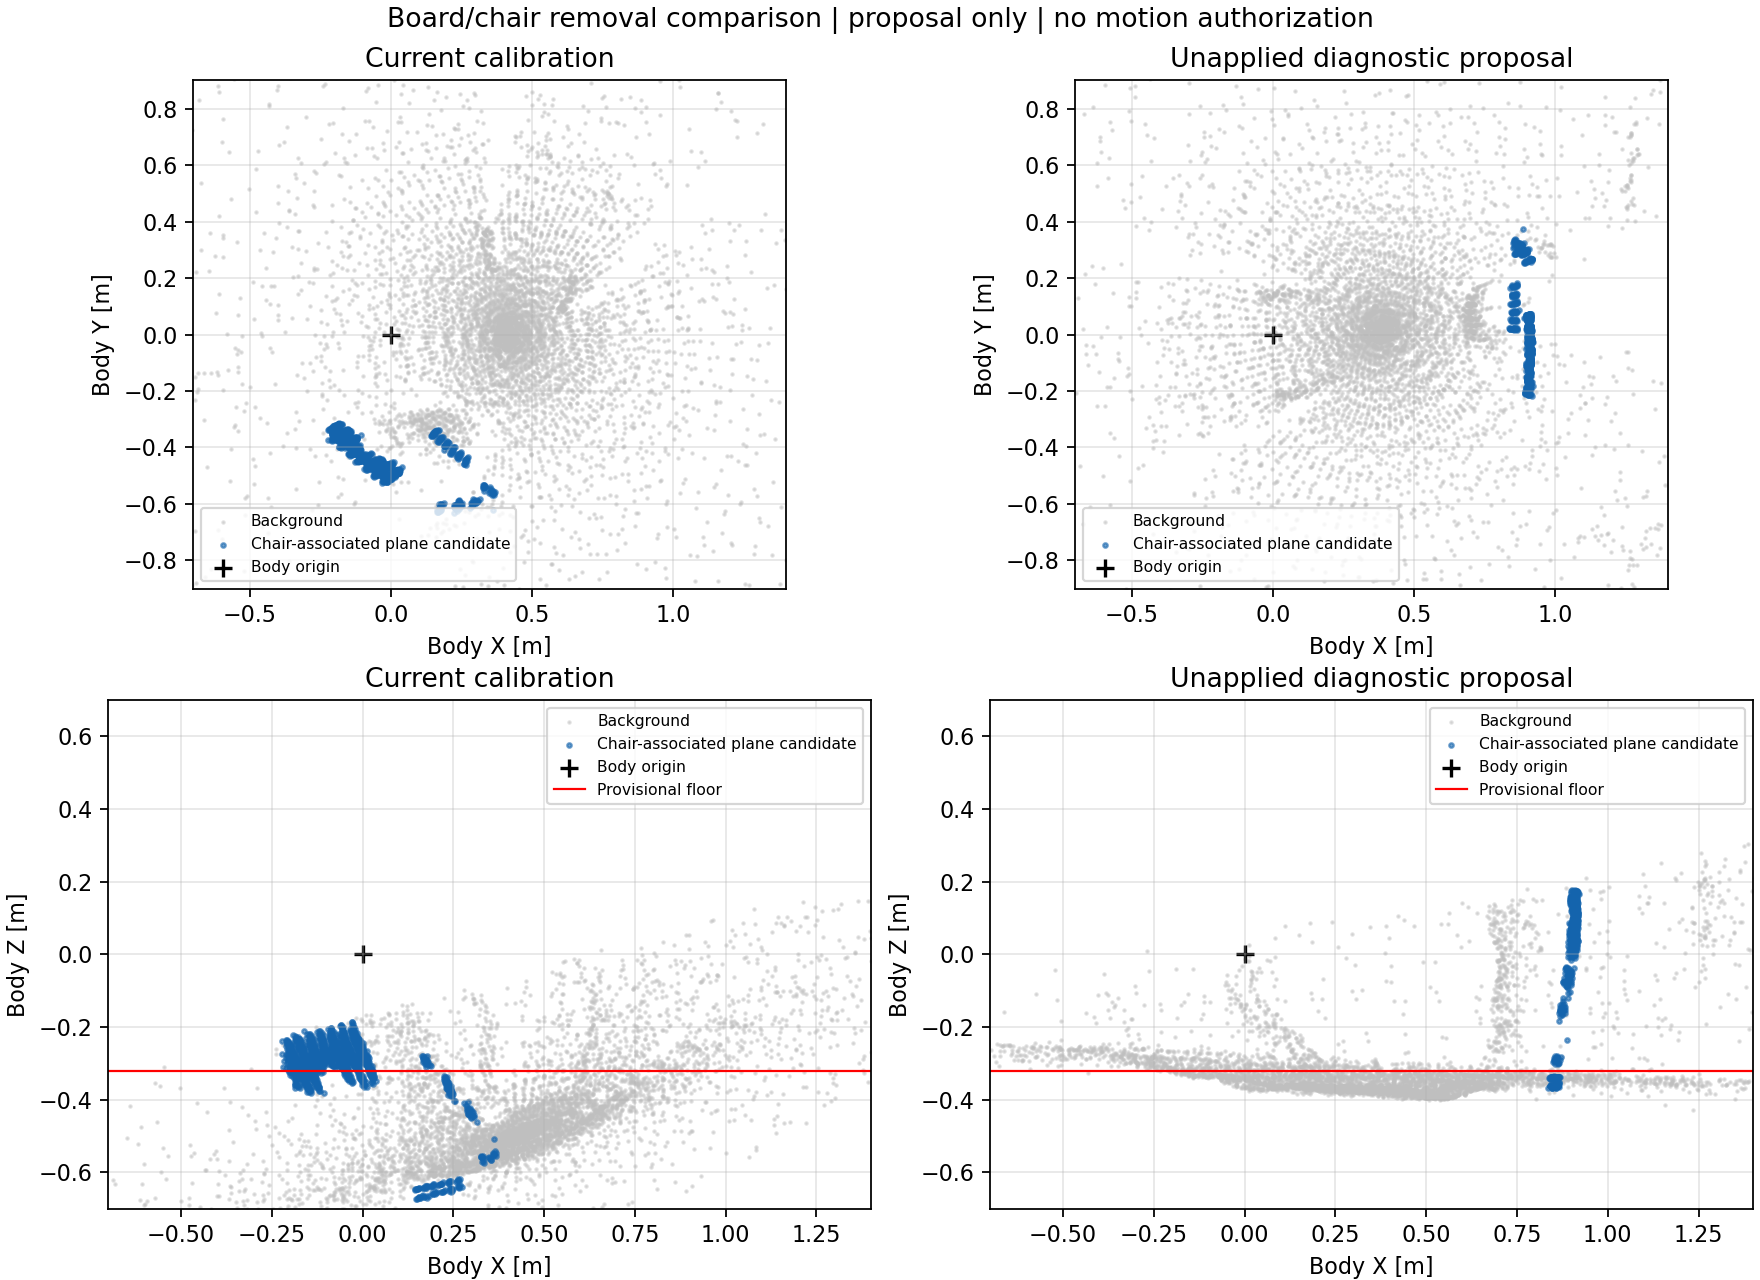 Board/chair removal comparison | proposal only | no motion authorization
Current calibration
0.8
0.6
0.4
0.2
0.0
−0.2
−0.4
−0.6
−0.8
Body Y [m]
Background
Chair-associated plane candidate
Body origin
−0.5
0.0
0.5
1.0
Body X [m]
Unapplied diagnostic proposal
0.8
0.6
0.4
0.2
0.0
−0.2
−0.4
−0.6
−0.8
Body Y [m]
Background
Chair-associated plane candidate
Body origin
−0.5
0.0
0.5
1.0
Body X [m]
Current calibration
0.6
0.4
0.2
0.0
−0.2
−0.4
−0.6
Body Z [m]
Background
Chair-associated plane candidate
Body origin
Provisional floor
−0.50
−0.25
0.00
0.25
0.50
0.75
1.00
1.25
Body X [m]
Unapplied diagnostic proposal
0.6
0.4
0.2
0.0
−0.2
−0.4
−0.6
Body Z [m]
Background
Chair-associated plane candidate
Body origin
Provisional floor
−0.50
−0.25
0.00
0.25
0.50
0.75
1.00
1.25
Body X [m]